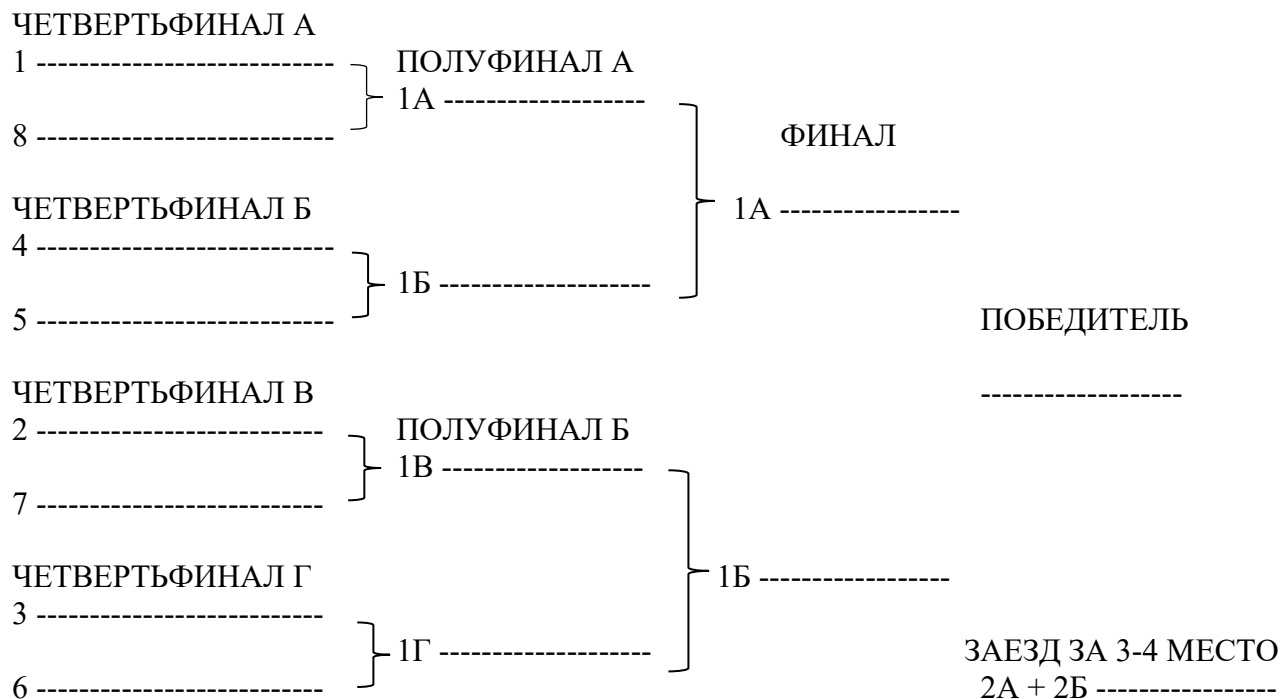 ЧЕТВЕРТЬФИНАЛ А
1 ----------------------------
ПОЛУФИНАЛ А
1А -------------------
8 ----------------------------
ФИНАЛ
ЧЕТВЕРТЬФИНАЛ Б
1А -----------------
4 ----------------------------
1Б --------------------
5 ----------------------------
ПОБЕДИТЕЛЬ
-------------------
ЧЕТВЕРТЬФИНАЛ В
2 ---------------------------
ПОЛУФИНАЛ Б
1В -------------------
7 ---------------------------
ЧЕТВЕРТЬФИНАЛ Г
1Б ------------------
3 ---------------------------
1Г --------------------
6 ---------------------------
ЗАЕЗД ЗА 3-4 МЕСТО
2А + 2Б -----------------